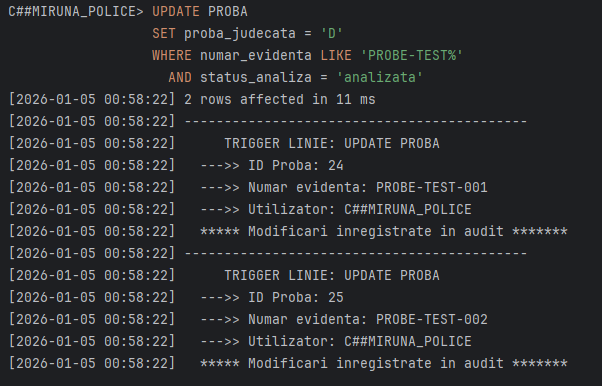 C##MIRUNA_POLICE> UPDATE PROBA
SET proba_judecata = 'D'
WHERE numar_evidenta LIKE 'PROBE-TEST%'
AND status_analiza = 'analizata'
[2026-01-05 00:58:22] 2 rows affected in 11 ms
[2026-01-05 00:58:22] ------------------------------------------
[2026-01-05 00:58:22] TRIGGER LINIE: UPDATE PROBA
[2026-01-05 00:58:22] --->> ID Proba: 24
[2026-01-05 00:58:22] --->> Numar evidenta: PROBE-TEST-001
[2026-01-05 00:58:22] --->> Utilizator: C##MIRUNA_POLICE
[2026-01-05 00:58:22] ***** Modificari inregistrate in audit *******
[2026-01-05 00:58:22] ------------------------------------------
[2026-01-05 00:58:22] TRIGGER LINIE: UPDATE PROBA
[2026-01-05 00:58:22] --->> ID Proba: 25
[2026-01-05 00:58:22] --->> Numar evidenta: PROBE-TEST-002
[2026-01-05 00:58:22] --->> Utilizator: C##MIRUNA_POLICE
[2026-01-05 00:58:22] ***** Modificari inregistrate in audit *******